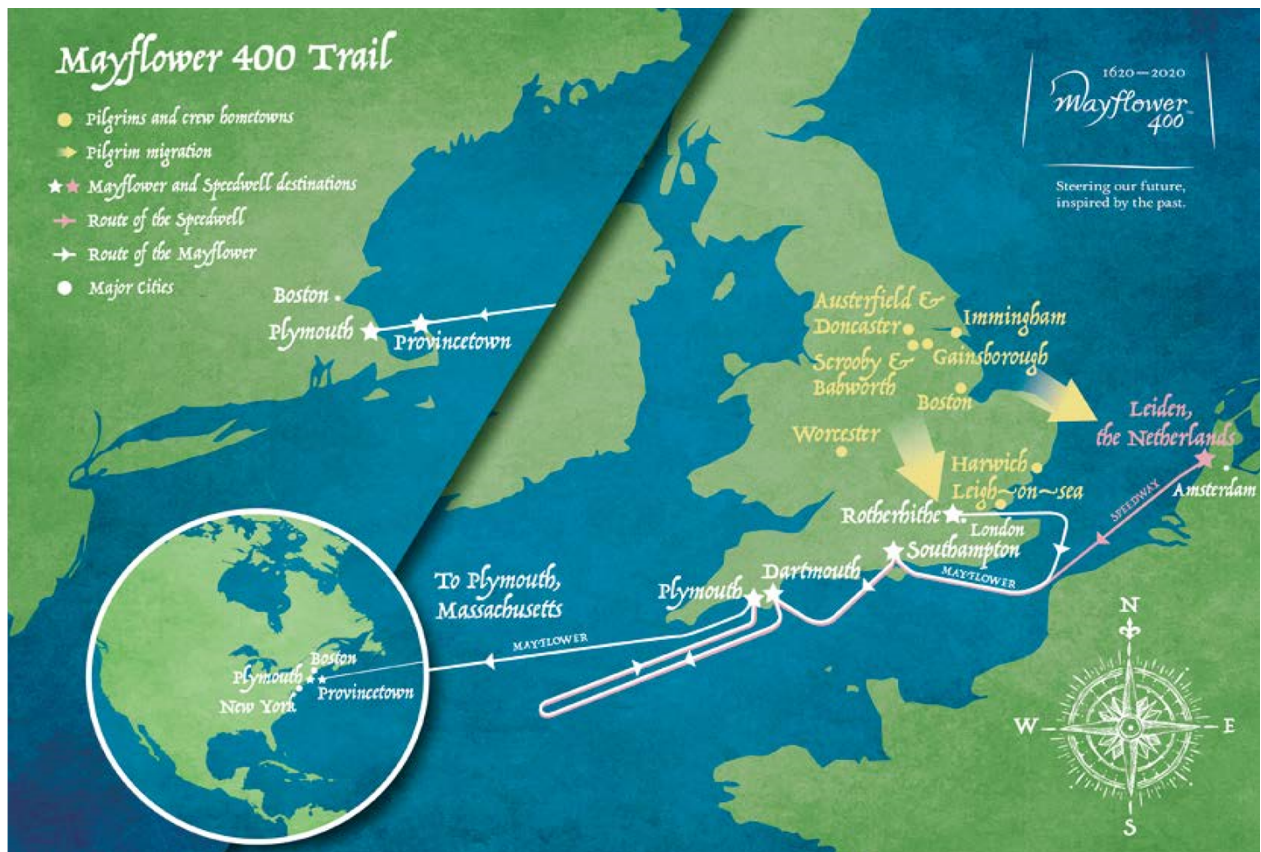 Mayflower 400 Trail
Pilgrims and crew hometowns
Pilgrim migration
Mayflower and Speedwell destinations
Route of the Speedwell
Route of the Mayflower
Major Cities
1620—2020
Mayflower
400
Steering our future,
inspired by the past.
Boston
Plymouth
Provincetown
Austerfield &
Doncaster
Immingham
Scrooby &
Babworth
Gainsborough
Boston
Worcester
Leiden,
the Netherlands
Harwich
Leigh~on~sea
Amsterdam
SPEEDWAY
Rotherhithe
London
Southampton
MAYFLOWER
Dartmouth
Plymouth
To Plymouth,
Massachusetts
MAYFLOWER
Boston
Plymouth
Provincetown
New York
N
W
E
S